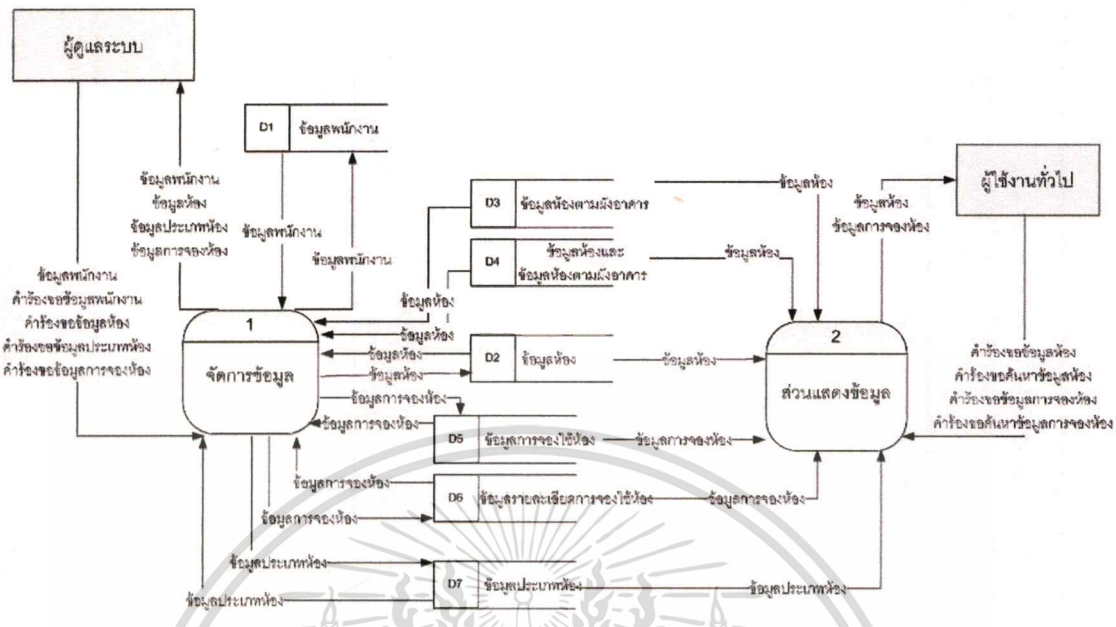 ผู้ดูแลระบบ
D1
ข้อมูลพนักงาน
ข้อมูลพนักงาน
ข้อมูลห้อง
ข้อมูลประเภทห้อง
ข้อมูลการจองห้อง
ข้อมูลพนักงาน
ข้อมูลพนักงาน
ข้อมูลพนักงาน
คำร้องขอข้อมูลพนักงาน
คำร้องขอข้อมูลห้อง
คำร้องขอข้อมูลประเภทห้อง
คำร้องขอข้อมูลการจองห้อง
D3
ข้อมูลห้องตามผังอาคาร
ข้อมูลห้อง
D4
ข้อมูลห้องและ
ข้อมูลห้องตามผังอาคาร
ข้อมูลห้อง
ผู้ใช้งานทั่วไป
ข้อมูลห้อง
ข้อมูลการจองห้อง
ข้อมูลห้อง
ข้อมูลห้อง
1
จัดการข้อมูล
ข้อมูลห้อง
ข้อมูลห้อง
D2
ข้อมูลห้อง
ข้อมูลห้อง
2
ส่วนแสดงข้อมูล
คำร้องขอข้อมูลห้อง
คำร้องขอค้นหาข้อมูลห้อง
คำร้องขอข้อมูลการจองห้อง
คำร้องขอค้นหาข้อมูลการจองห้อง
ข้อมูลการจองห้อง
ข้อมูลการจองห้อง
D5
ข้อมูลการจองใช้ห้อง
ข้อมูลการจองห้อง
ข้อมูลการจองห้อง
ข้อมูลการจองห้อง
D6
ข้อมูลรายละเอียดการจองใช้ห้อง
ข้อมูลการจองห้อง
ข้อมูลประเภทห้อง
ข้อมูลประเภทห้อง
D7
ข้อมูลประเภทห้อง
ข้อมูลประเภทห้อง